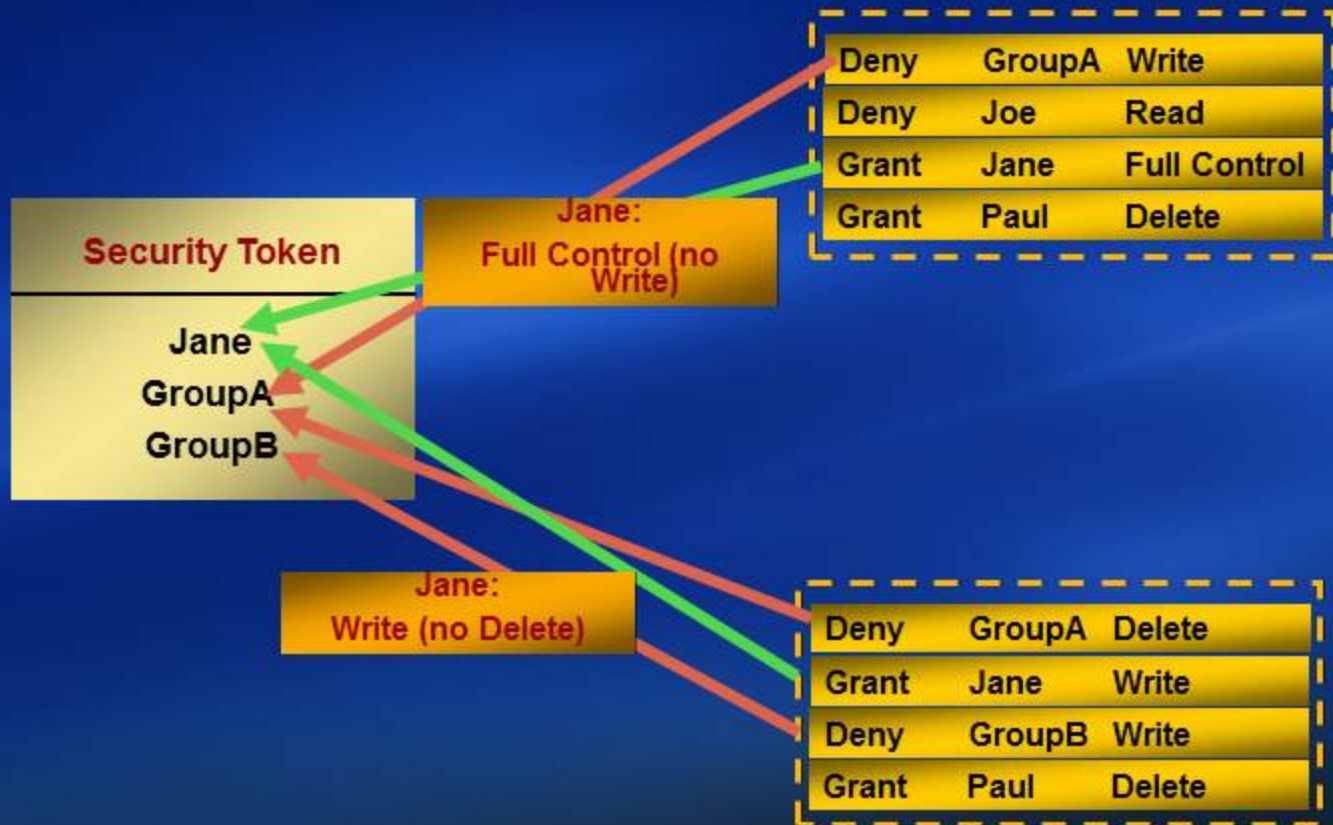 Deny GroupA Write
Deny Joe Read
Grant Jane Full Control
Grant Paul Delete
Security Token
Jane
GroupA
GroupB
Jane:
Full Control (no
Write)
Jane:
Write (no Delete)
Deny GroupA Delete
Grant Jane Write
Deny GroupB Write
Grant Paul Delete